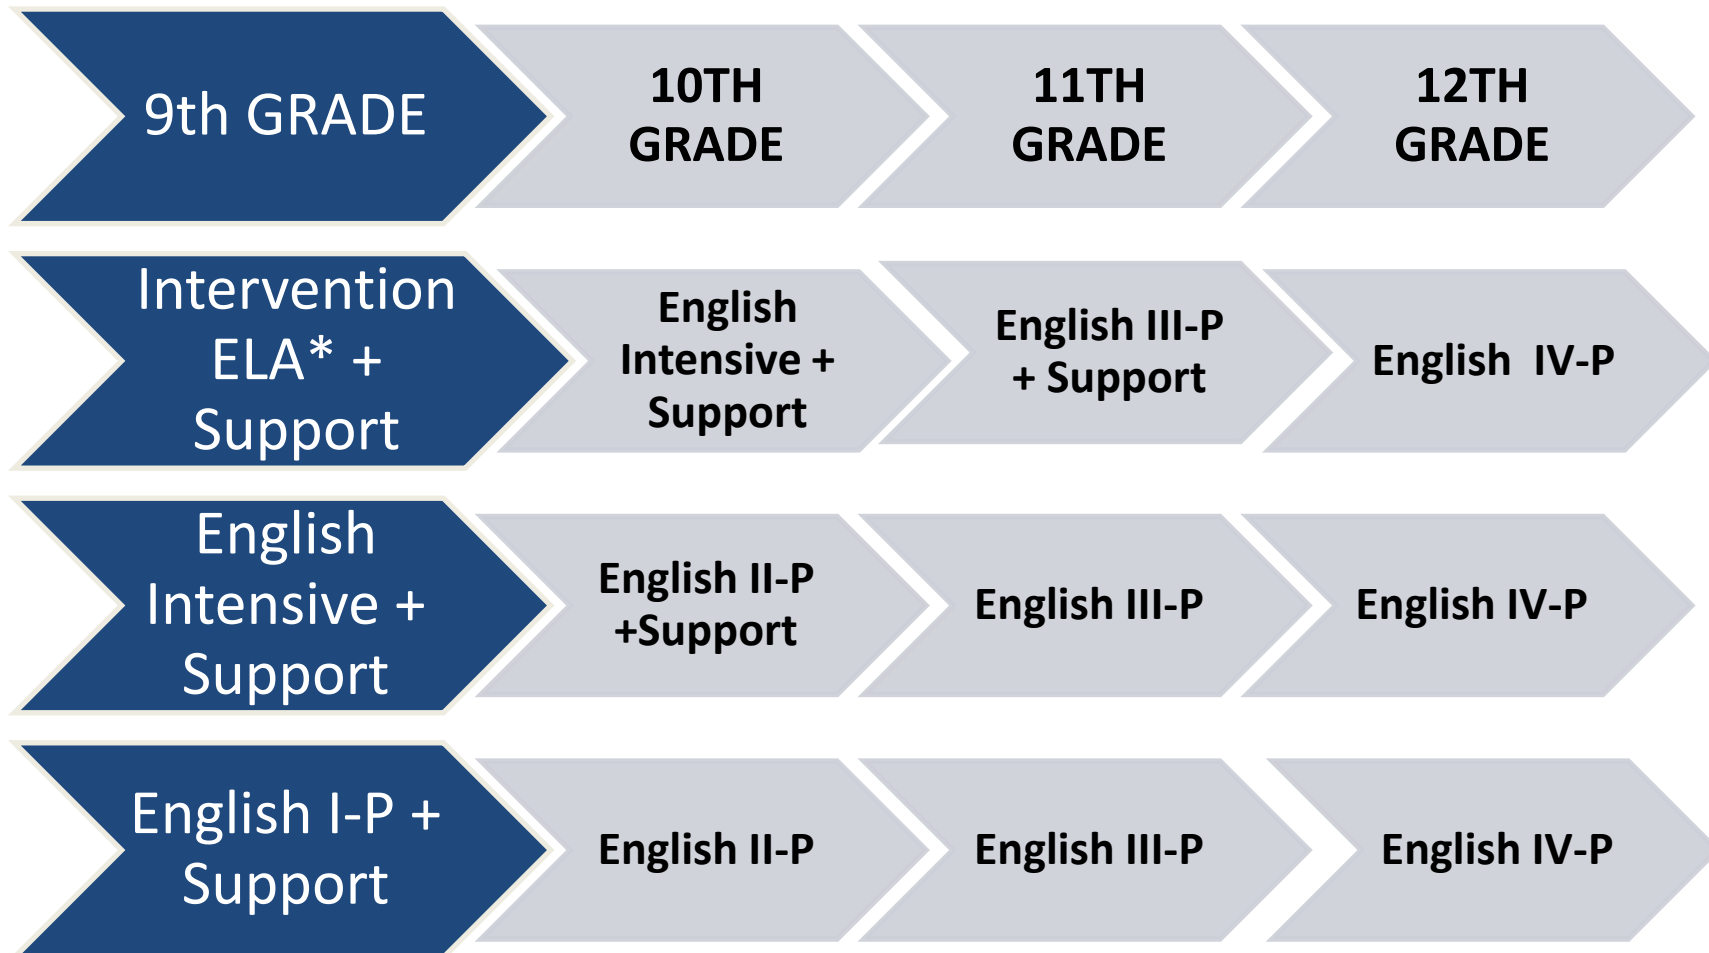 9th GRADE
10TH
GRADE
11TH
GRADE
12TH
GRADE
Intervention
ELA* +
Support
English
Intensive +
Support
English III-P
+ Support
English  IV-P
English
Intensive +
Support
English II-P
+Support
English III-P
English IV-P
English I-P +
Support
English II-P
English III-P
English IV-P